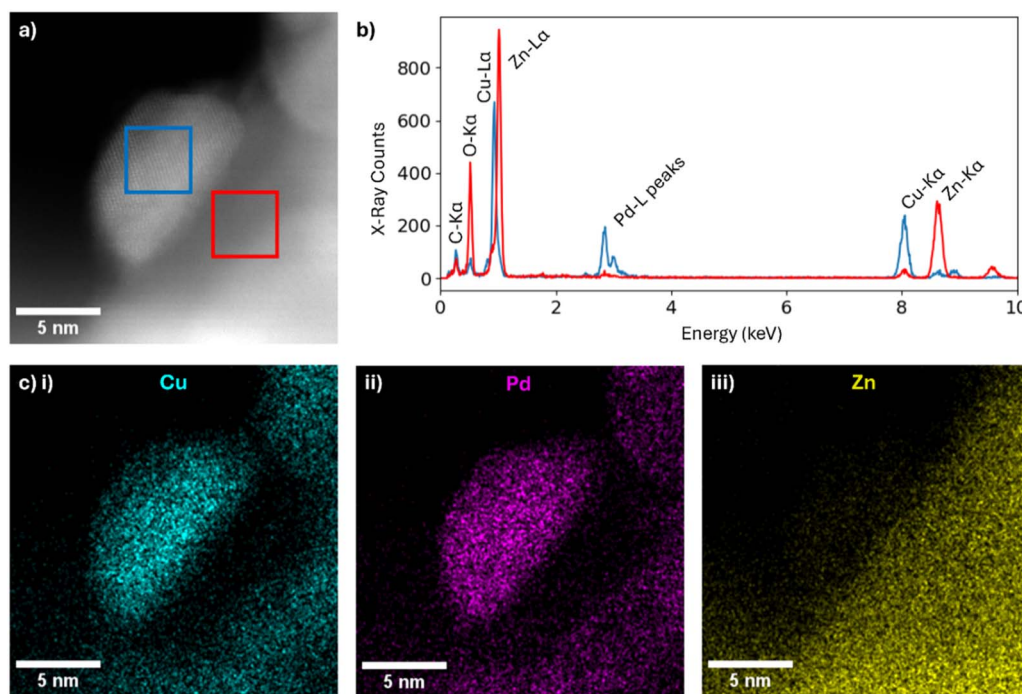 a)
5 nm
b)
X-Ray Counts
800
600
400
200
0
C-Kα
O-Kα
Cu-Lα
Zn-Lα
Pd-L peaks
Cu-Kα
Zn-Kα
0 2 4 6 8 10
Energy (keV)
c) i) Cu
5 nm
ii) Pd
5 nm
iii) Zn
5 nm